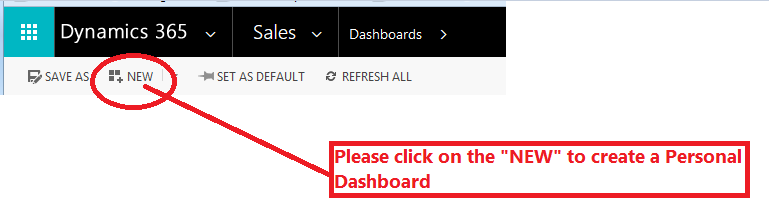 Dynamics 365 Sales Dashboards
SAVE AS NEW SET AS DEFAULT REFRESH ALL
Please click on the "NEW" to create a Personal
Dashboard